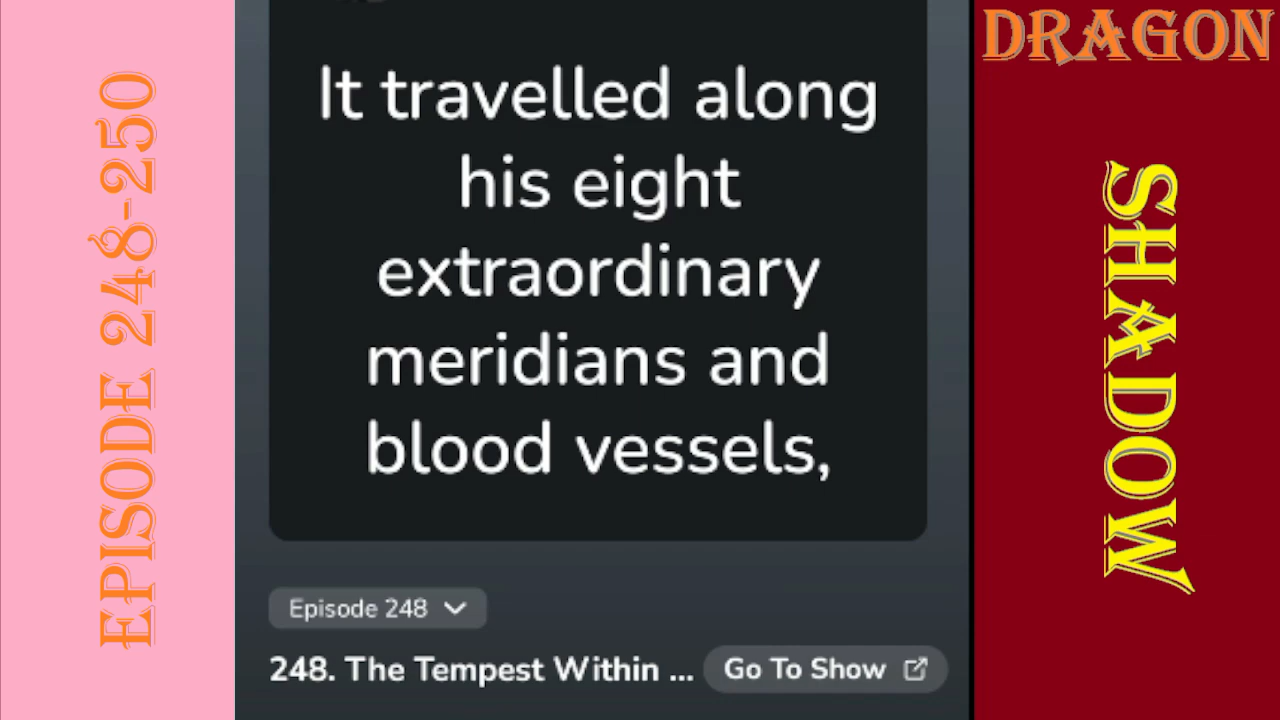 EPISODE 248-250
It travelled along
his eight
extraordinary
meridians and
blood vessels,
Episode 248
248. The Tempest Within ...
Go To Show
DRAGON
SHADOW